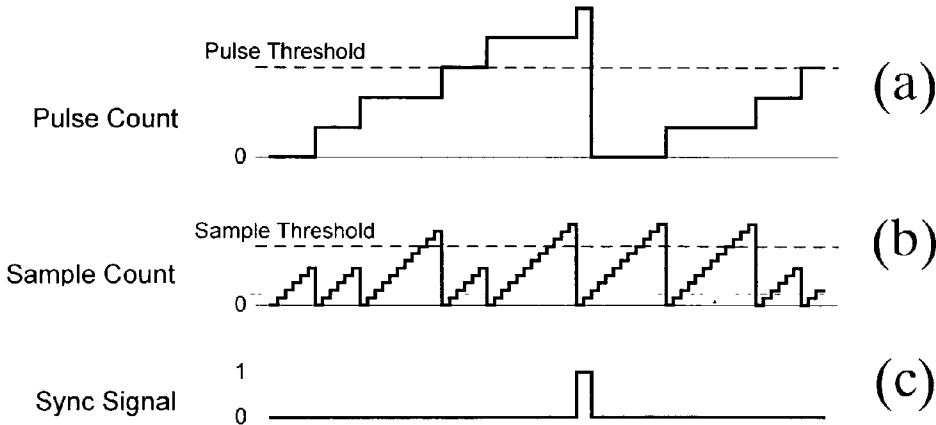 Pulse Threshold
(a)
Pulse Count
0
Sample Threshold
(b)
Sample Count
0
1
(c)
Sync Signal
0